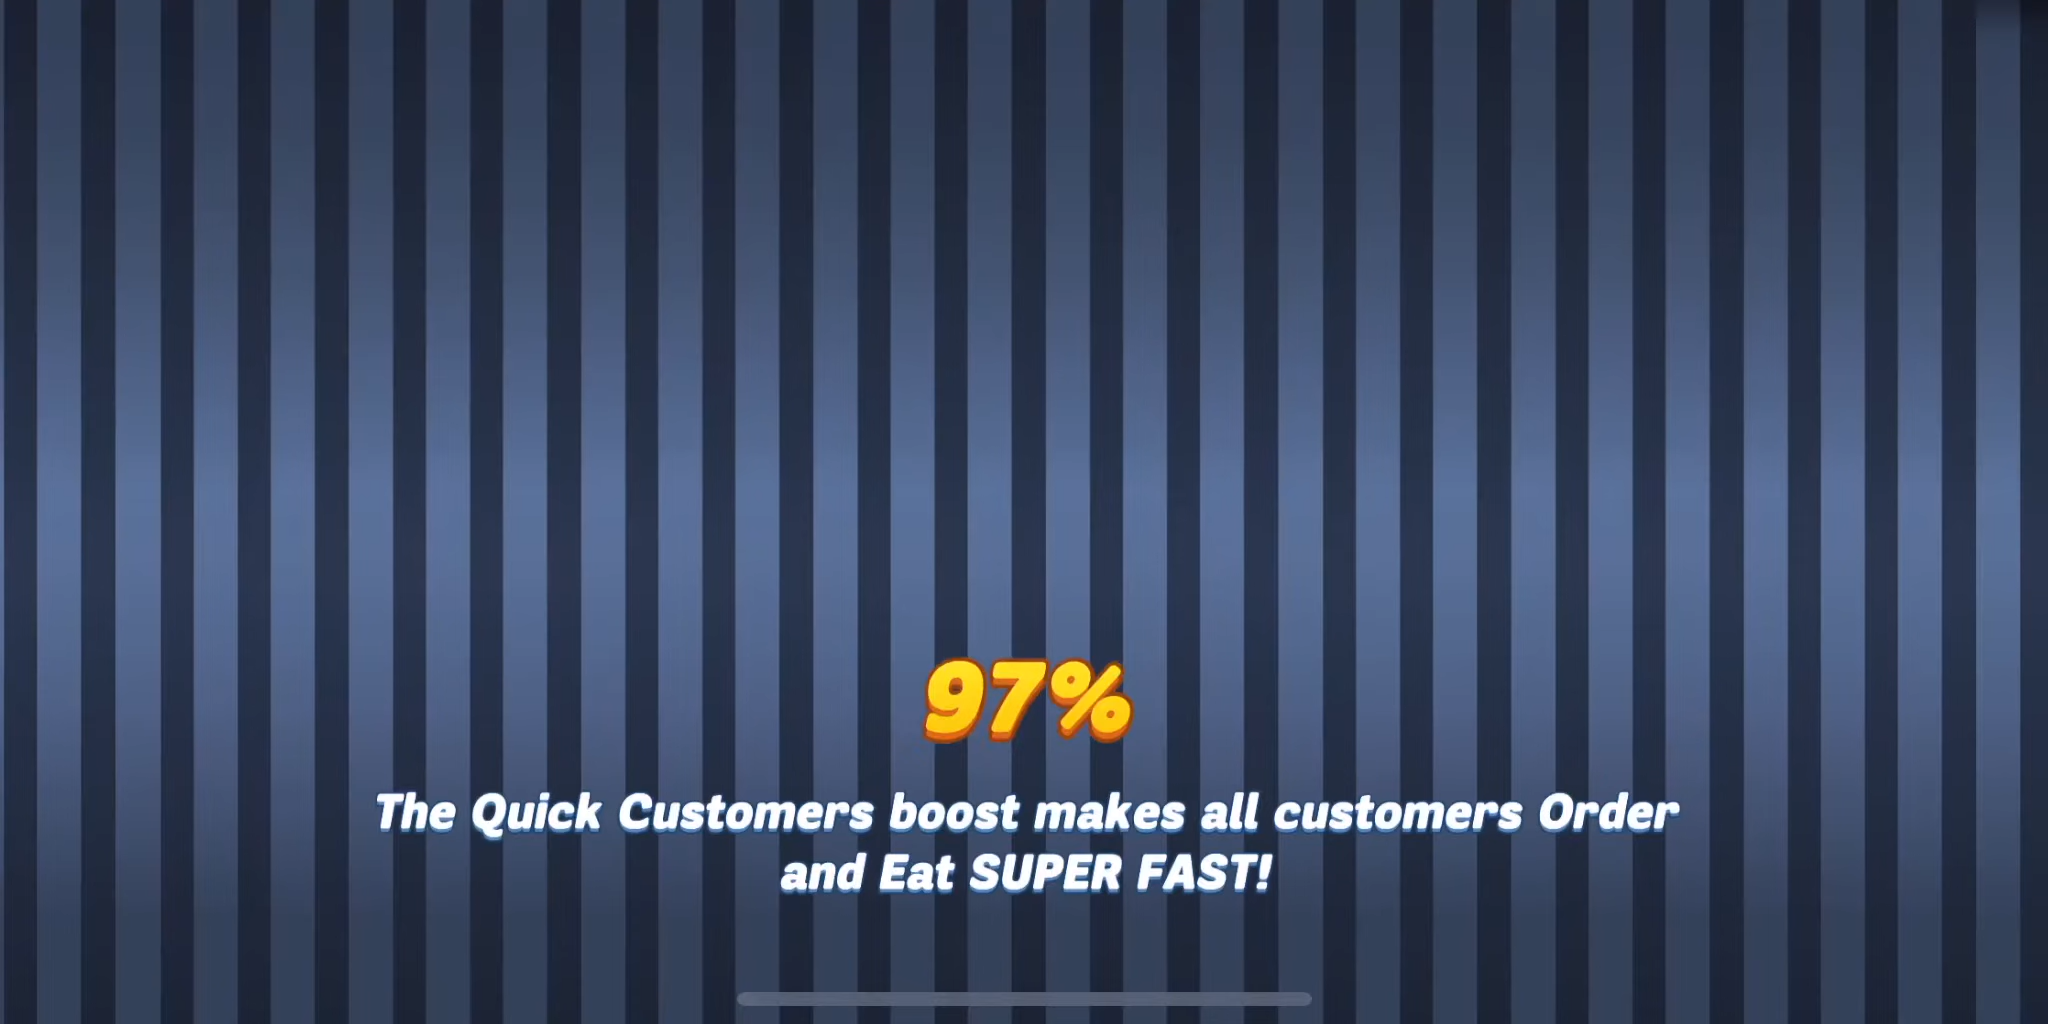 97%
The Quick Customers boost makes all customers Order
and Eat SUPER FAST!